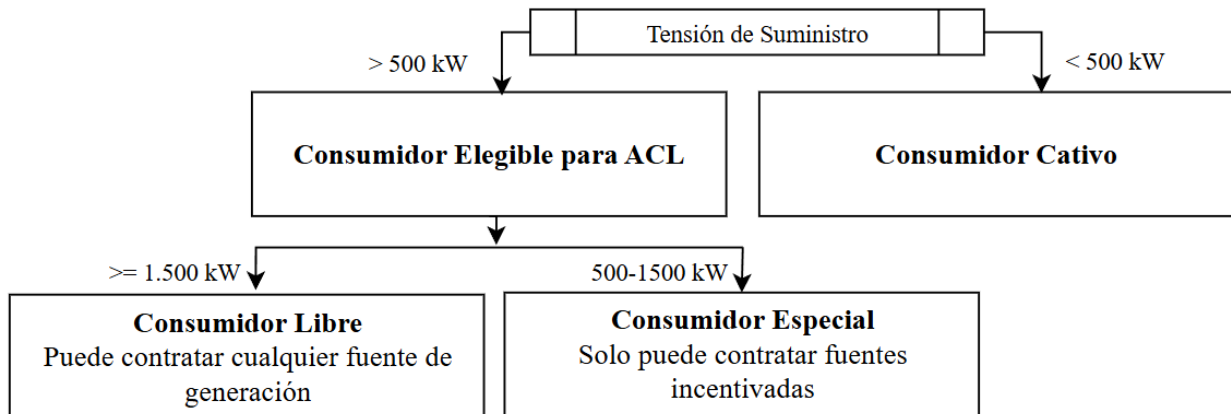 Tensión de Suministro
> 500 kW
< 500 kW
Consumidor Elegible para ACL
Consumidor Cativo
>= 1.500 kW
500-1500 kW
Consumidor Libre
Puede contratar cualquier fuente de
generación
Consumidor Especial
Solo puede contratar fuentes
incentivadas